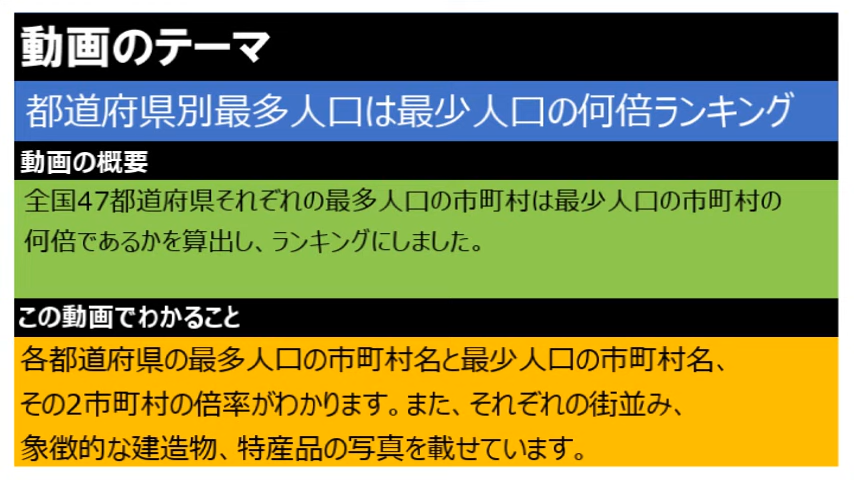 動画のテーマ
都道府県別最多人口は最少人口の何倍ランキング
動画の概要
全国47都道府県それぞれの最多人口の市町村は最少人口の市町村の
何倍であるかを算出し、ランキングにしました。
この動画でわかること
各都道府県の最多人口の市町村名と最少人口の市町村名、
その2市町村の倍率がわかります。また、それぞれの街並み、
象徴的な建造物、特産品の写真を載せています。